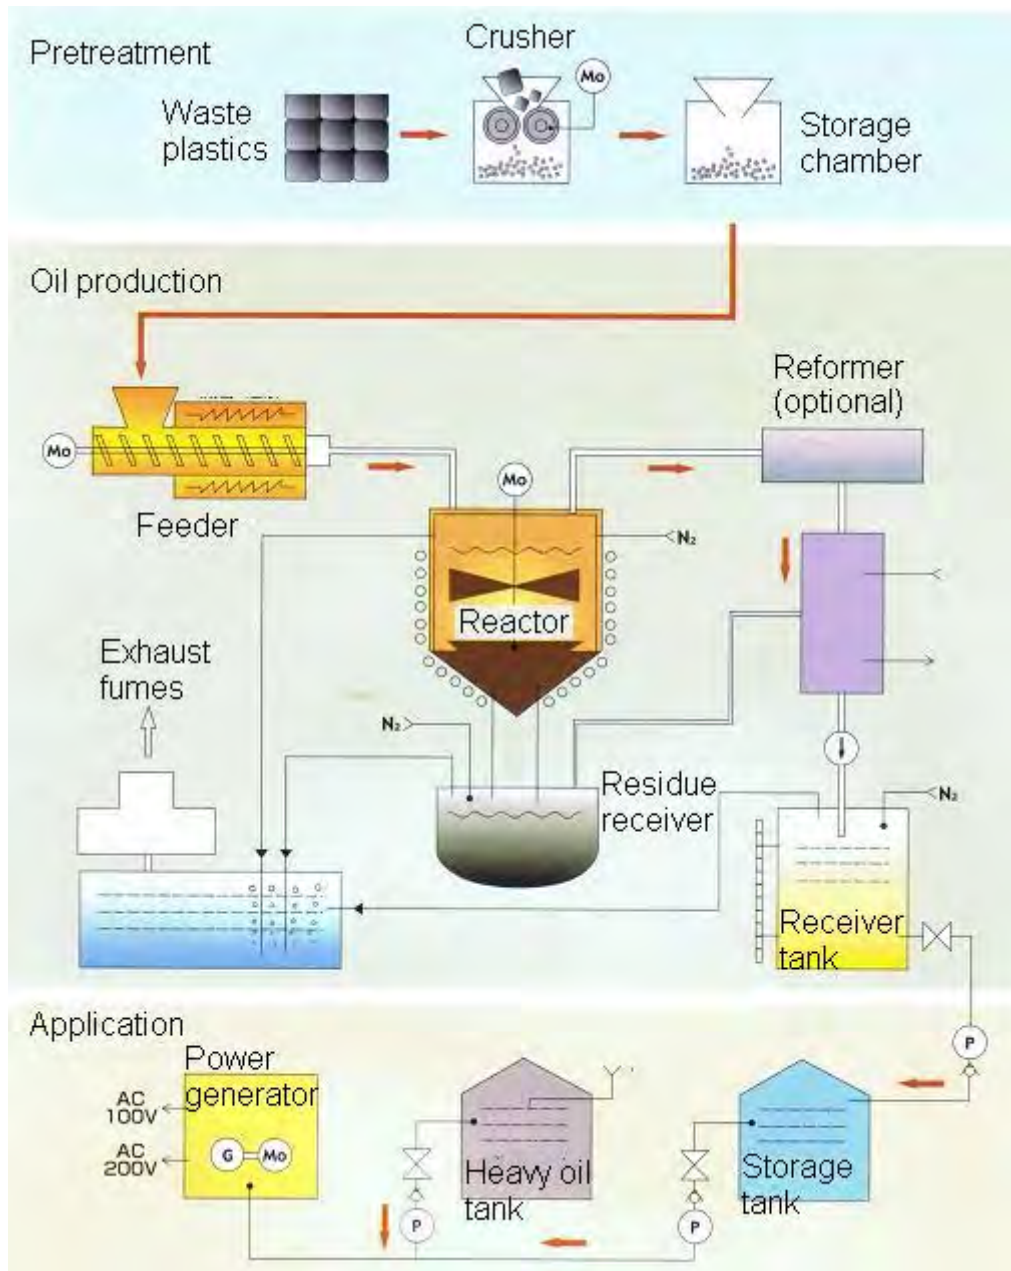 Pretreatment
Crusher
Mo
Waste
plastics
Storage
chamber
Oil production
Reformer
(optional)
Mo
Feeder
Mo
N₂
Reactor
Exhaust
fumes
N₂
Residue
receiver
N₂
Receiver
tank
Application
P
Power
generator
AC
100V
AC
200V
G
Mo
Heavy oil
tank
P
Storage
tank
P